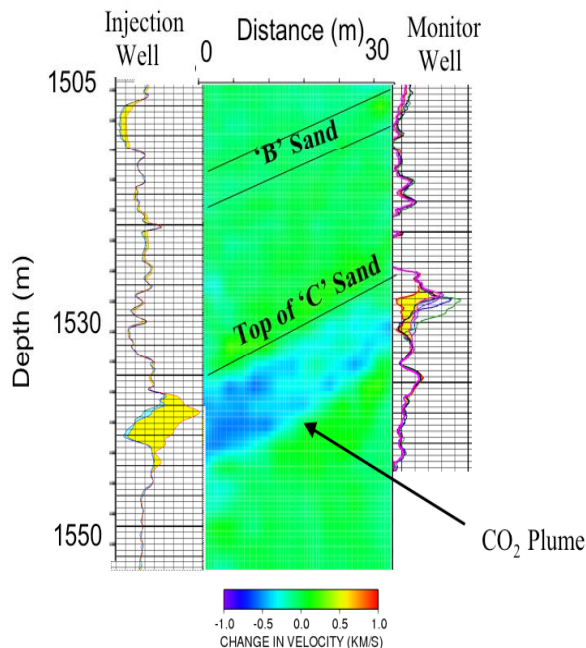 Injection
Well
Distance (m)
Monitor
Well
0
30
1505
'B' Sand
Top of 'C' Sand
Depth (m)
1530
1550
CO₂ Plume
-1.0 -0.5 0.0 0.5 1.0
CHANGE IN VELOCITY (KM/S)